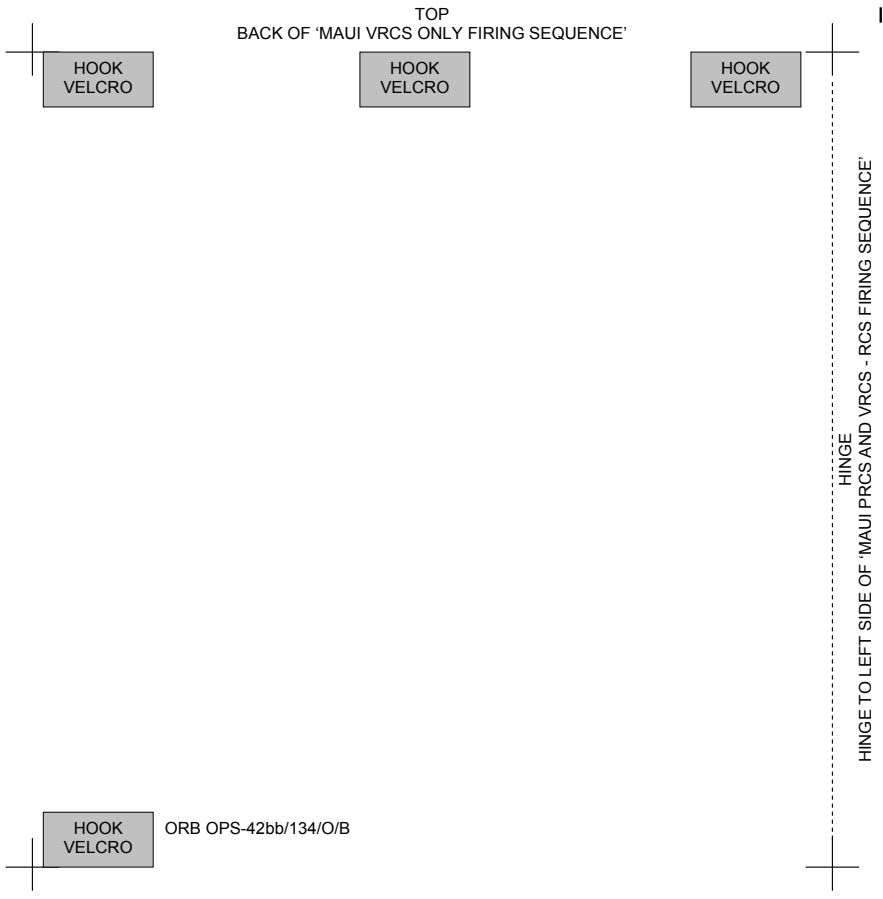 TOP
BACK OF ‘MAUI VRCS ONLY FIRING SEQUENCE’
HOOK
VELCRO
HOOK
VELCRO
HOOK
VELCRO
HINGE
HINGE TO LEFT SIDE OF ‘MAUI PRCS AND VRCS - RCS FIRING SEQUENCE’
HOOK
VELCRO
ORB OPS-42bb/134/O/B